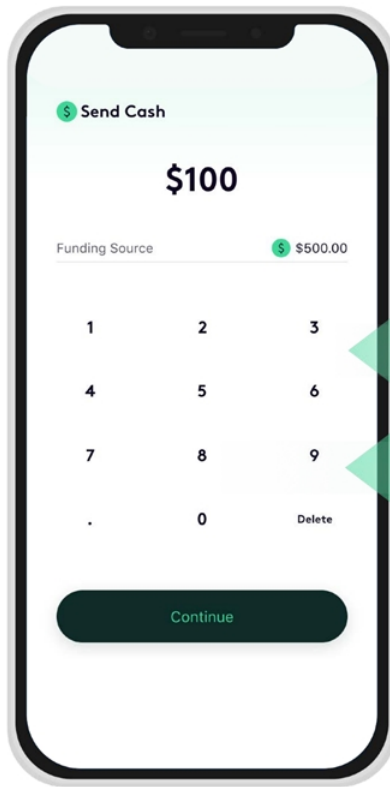 $ Send Cash
$100
Funding Source $ $500.00
1 2 3
4 5 6
7 8 9
. 0 Delete
Continue